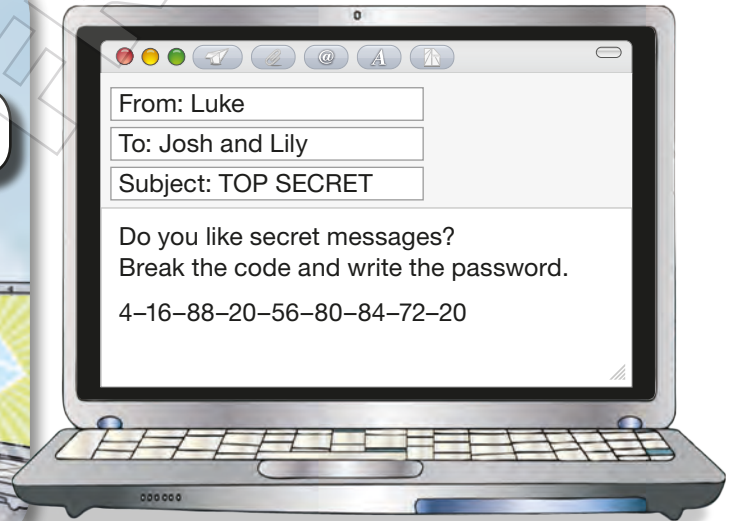 @ A
From: Luke
To: Josh and Lily
Subject: TOP SECRET
Do you like secret messages?
Break the code and write the password.
4–16–88–20–56–80–84–72–20